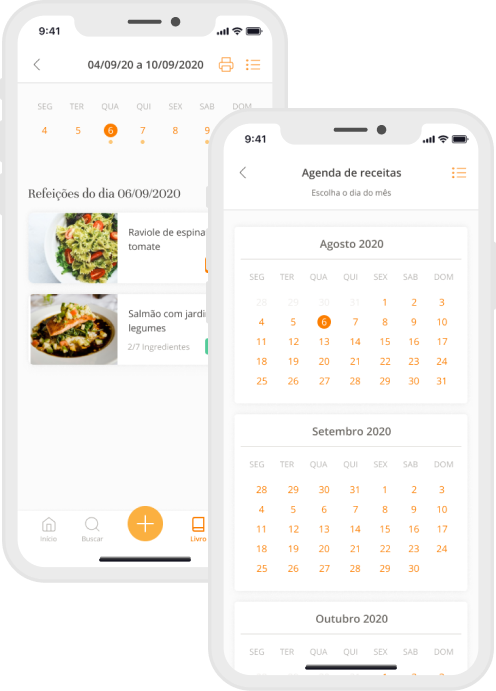 9:41
04/09/20 a 10/09/2020
SEG TER QUA QUI SEX SAB DOM
4 5 6 7 8 9
Refeições do dia 06/09/2020
Raviole de espina
tomate
Salmão com jardi
legumes
2/7 Ingredientes
Início Buscar Livro
9:41
Agenda de receitas
Escolha o dia do mês
Agosto 2020
SEG TER QUA QUI SEX SAB DOM
28 29 30 31 1 2 3
4 5 6 7 8 9 10
11 12 13 14 15 16 17
18 19 20 21 22 23 24
25 26 27 28 29 30 31
Setembro 2020
SEG TER QUA QUI SEX SAB DOM
28 29 30 31 1 2 3
4 5 6 7 8 9 10
11 12 13 14 15 16 17
18 19 20 21 22 23 24
25 26 27 28 29 30
Outubro 2020
SEG TER QUA QUI SEX SAB DOM